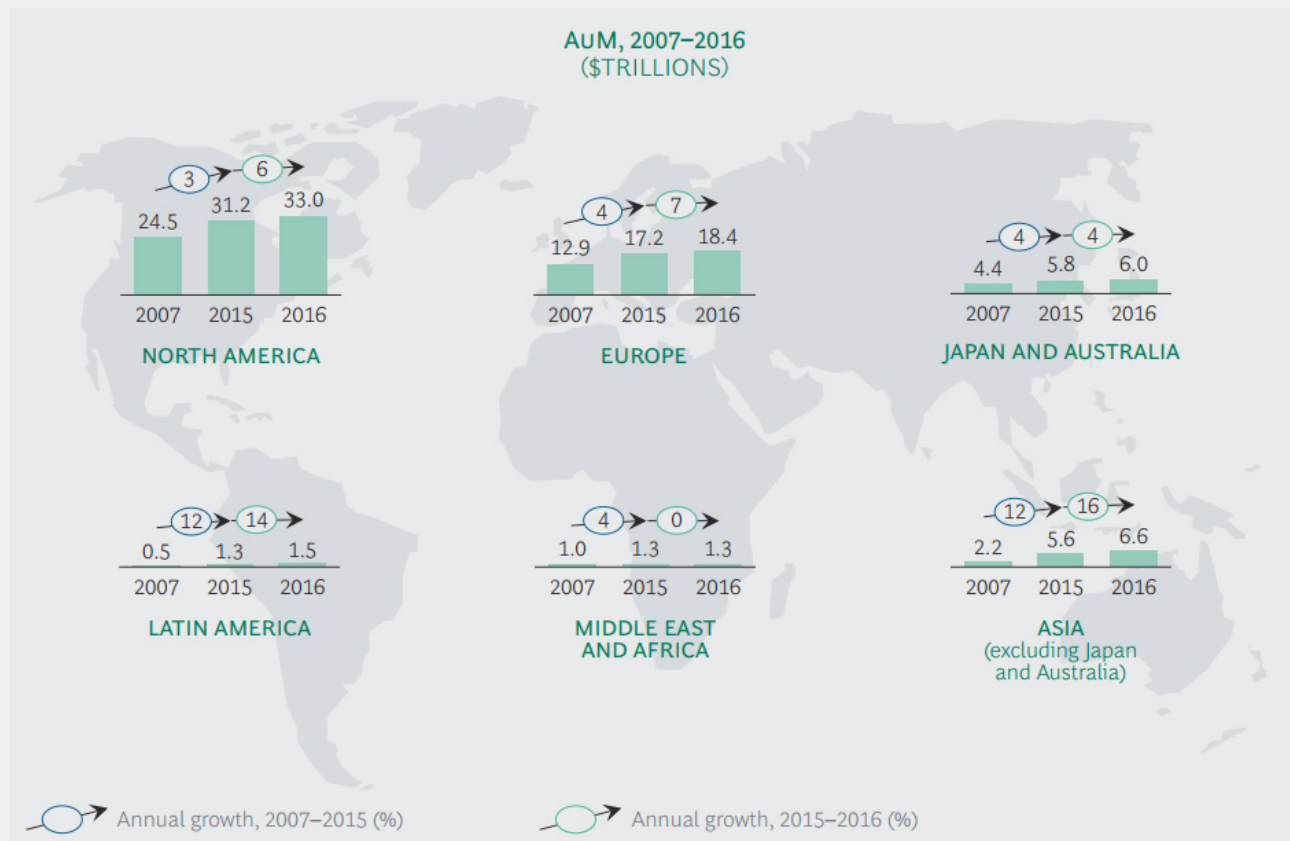 AUM, 2007–2016
($TRILLIONS)
3 6
24.5 31.2 33.0
2007 2015 2016
NORTH AMERICA
4 7
12.9 17.2 18.4
2007 2015 2016
EUROPE
4 4
4.4 5.8 6.0
2007 2015 2016
JAPAN AND AUSTRALIA
12 14
0.5 1.3 1.5
2007 2015 2016
LATIN AMERICA
4 0
1.0 1.3 1.3
2007 2015 2016
MIDDLE EAST
AND AFRICA
12 16
2.2 5.6 6.6
2007 2015 2016
ASIA
(excluding Japan
and Australia)
Annual growth, 2007–2015 (%)
Annual growth, 2015–2016 (%)